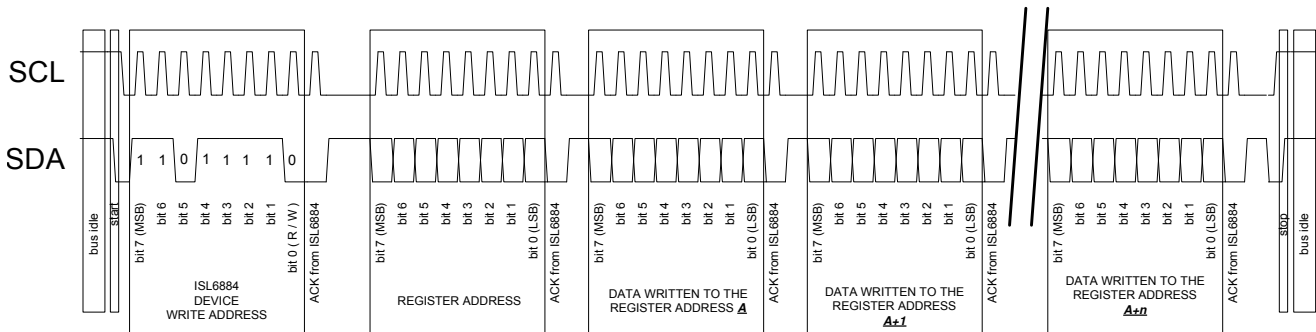 SCL
SDA
1 1 0 1 1 1 1 0
bus idle
start
bit 7 (MSB)
bit 6
bit 5
bit 4
bit 3
bit 2
bit 1
bit 0 ( R / W )
ACK from ISL6884
bit 7 (MSB)
bit 6
bit 5
bit 4
bit 3
bit 2
bit 1
bit 0 (LSB)
ACK from ISL6884
bit 7 (MSB)
bit 6
bit 5
bit 4
bit 3
bit 2
bit 1
bit 0 (LSB)
ACK from ISL6884
bit 7 (MSB)
bit 6
bit 5
bit 4
bit 3
bit 2
bit 1
bit 0 (LSB)
ACK from ISL6884
bit 7 (MSB)
bit 6
bit 5
bit 4
bit 3
bit 2
bit 1
bit 0 (LSB)
ACK from ISL6884
stop
bus idle
ISL6884
DEVICE
WRITE ADDRESS
REGISTER ADDRESS
DATA WRITTEN TO THE
REGISTER ADDRESS A
DATA WRITTEN TO THE
REGISTER ADDRESS
A+1
DATA WRITTEN TO THE
REGISTER ADDRESS
A+n